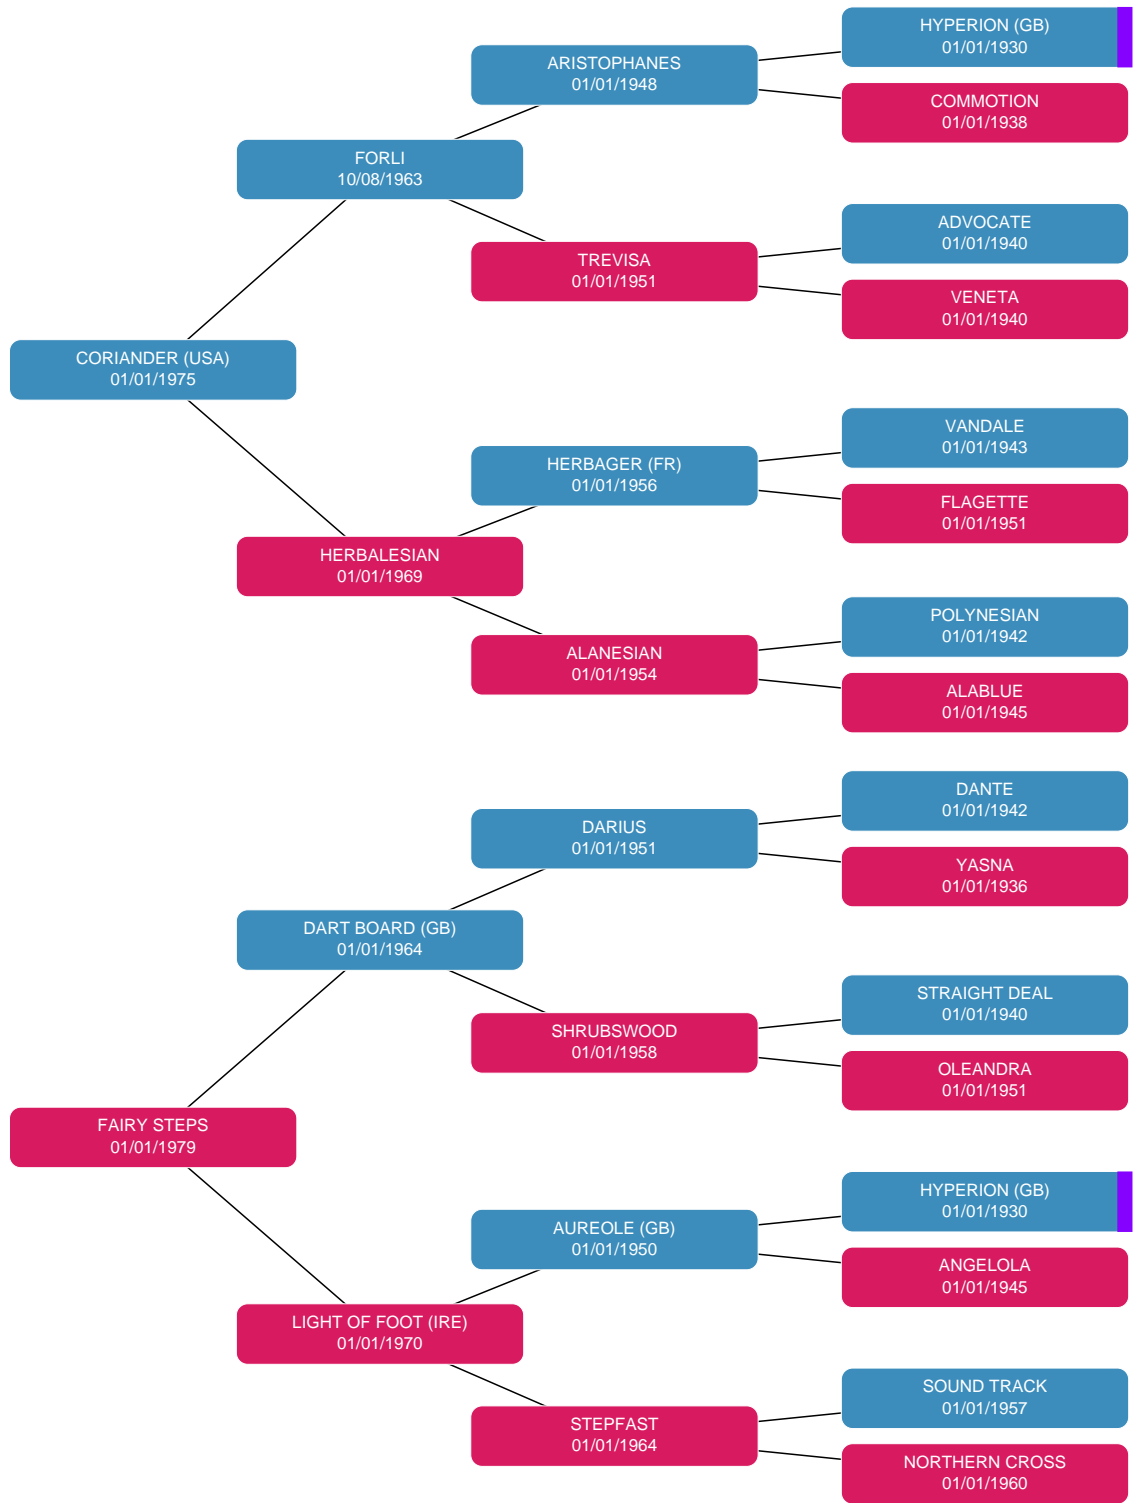 HYPERION (GB)
01/01/1930
ARISTOPHANES
01/01/1948
COMMOTION
01/01/1938
FORLI
10/08/1963
ADVOCATE
01/01/1940
TREVISA
01/01/1951
VENETA
01/01/1940
CORIANDER (USA)
01/01/1975
VANDALE
01/01/1943
HERBAGER (FR)
01/01/1956
FLAGETTE
01/01/1951
HERBALESIAN
01/01/1969
POLYNESIAN
01/01/1942
ALANESIAN
01/01/1954
ALABLUE
01/01/1945
DANTE
01/01/1942
DARIUS
01/01/1951
YASNA
01/01/1936
DART BOARD (GB)
01/01/1964
STRAIGHT DEAL
01/01/1940
SHRUBSWOOD
01/01/1958
OLEANDRA
01/01/1951
FAIRY STEPS
01/01/1979
HYPERION (GB)
01/01/1930
AUREOLE (GB)
01/01/1950
ANGELOLA
01/01/1945
LIGHT OF FOOT (IRE)
01/01/1970
SOUND TRACK
01/01/1957
STEPFAST
01/01/1964
NORTHERN CROSS
01/01/1960